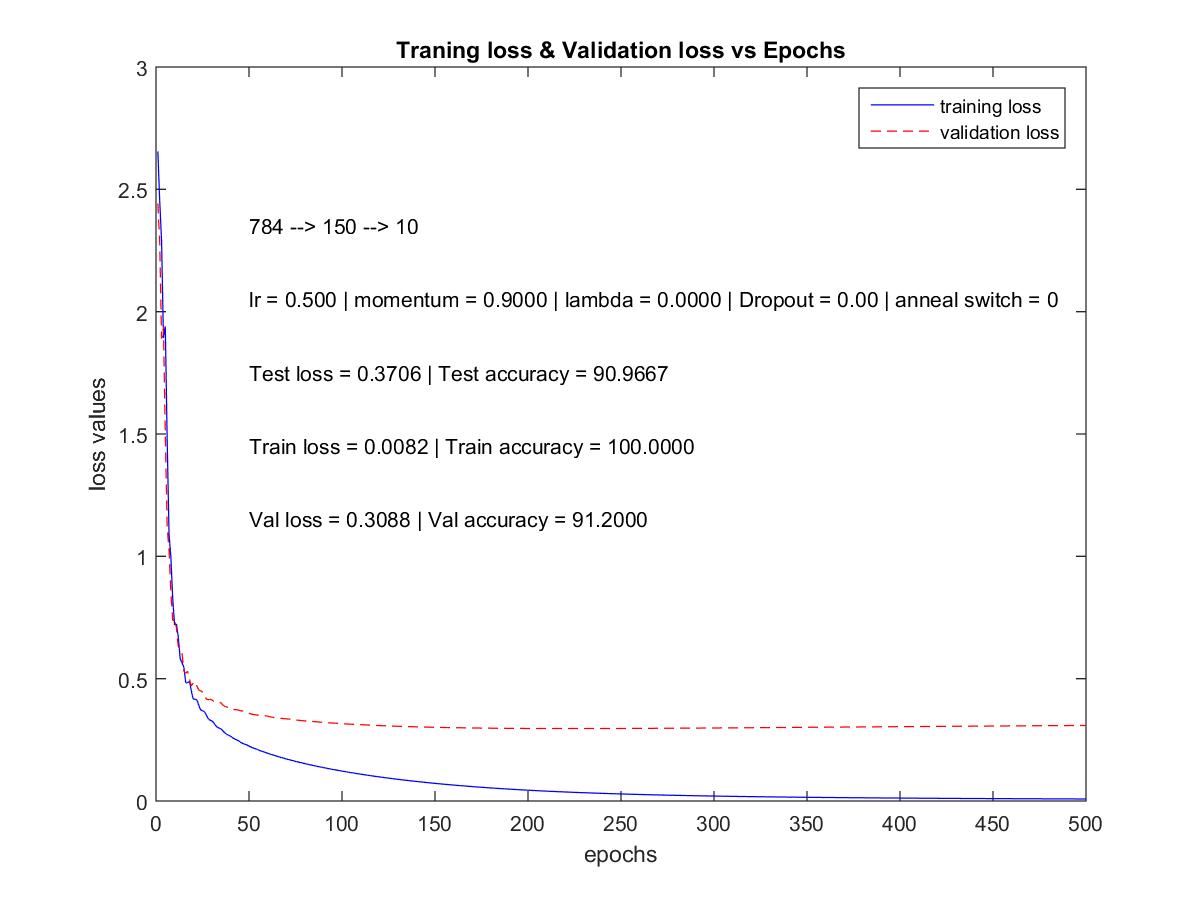 Traning loss & Validation loss vs Epochs
3
training loss
validation loss
2.5
784 --> 150 --> 10
lr = 0.500 | momentum = 0.9000 | lambda = 0.0000 | Dropout = 0.00 | anneal switch = 0
2
Test loss = 0.3706 | Test accuracy = 90.9667
loss values
1.5
Train loss = 0.0082 | Train accuracy = 100.0000
Val loss = 0.3088 | Val accuracy = 91.2000
1
0.5
0
0 50 100 150 200 250 300 350 400 450 500
epochs